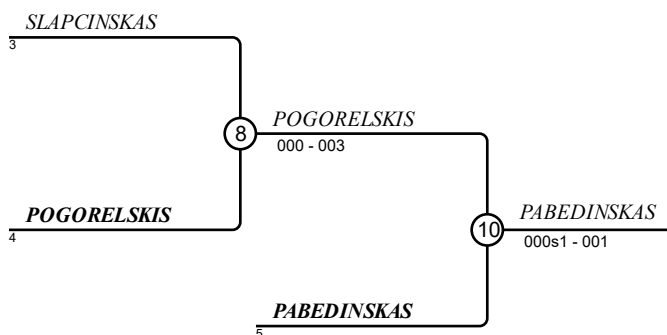 SLAPCINSKAS
3
8
POGORELSKIS
000 - 003
POGORELSKIS
4
PABEDINSKAS
10
000s1 - 001
PABEDINSKAS
5